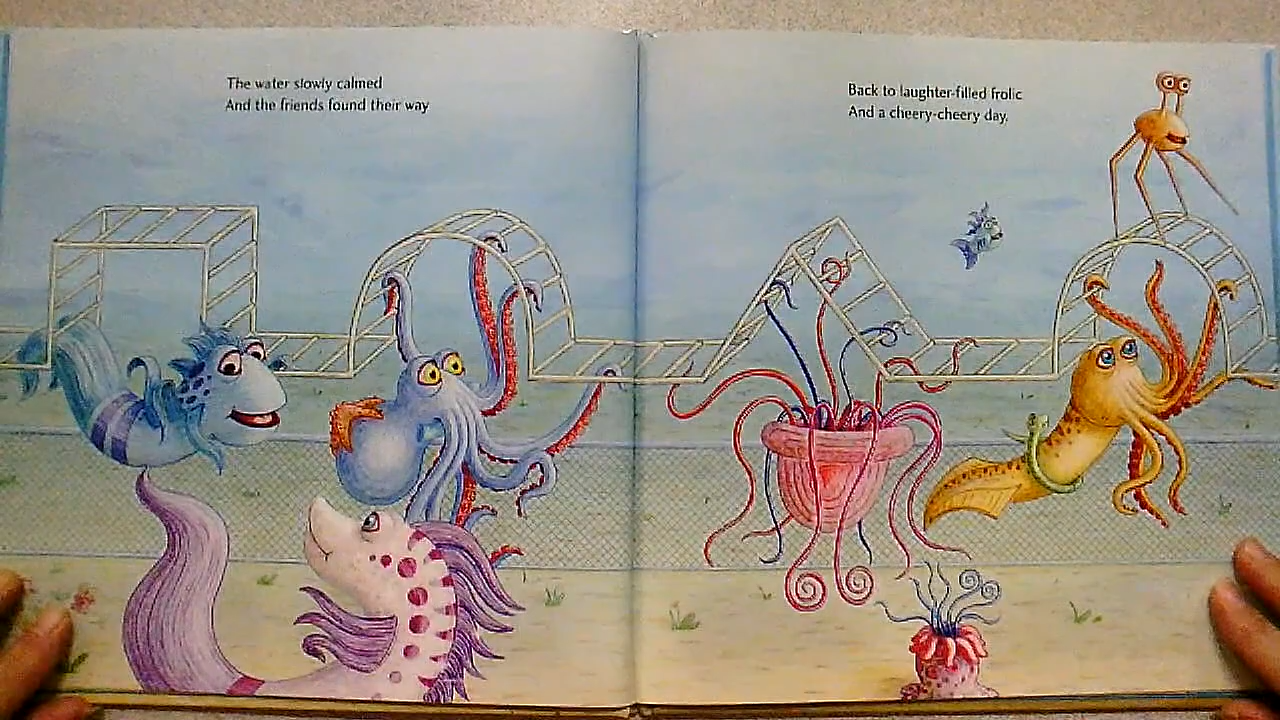 The water slowly calmed
And the friends found their way
Back to laughter-filled frolic
And a cheery-cheery day.